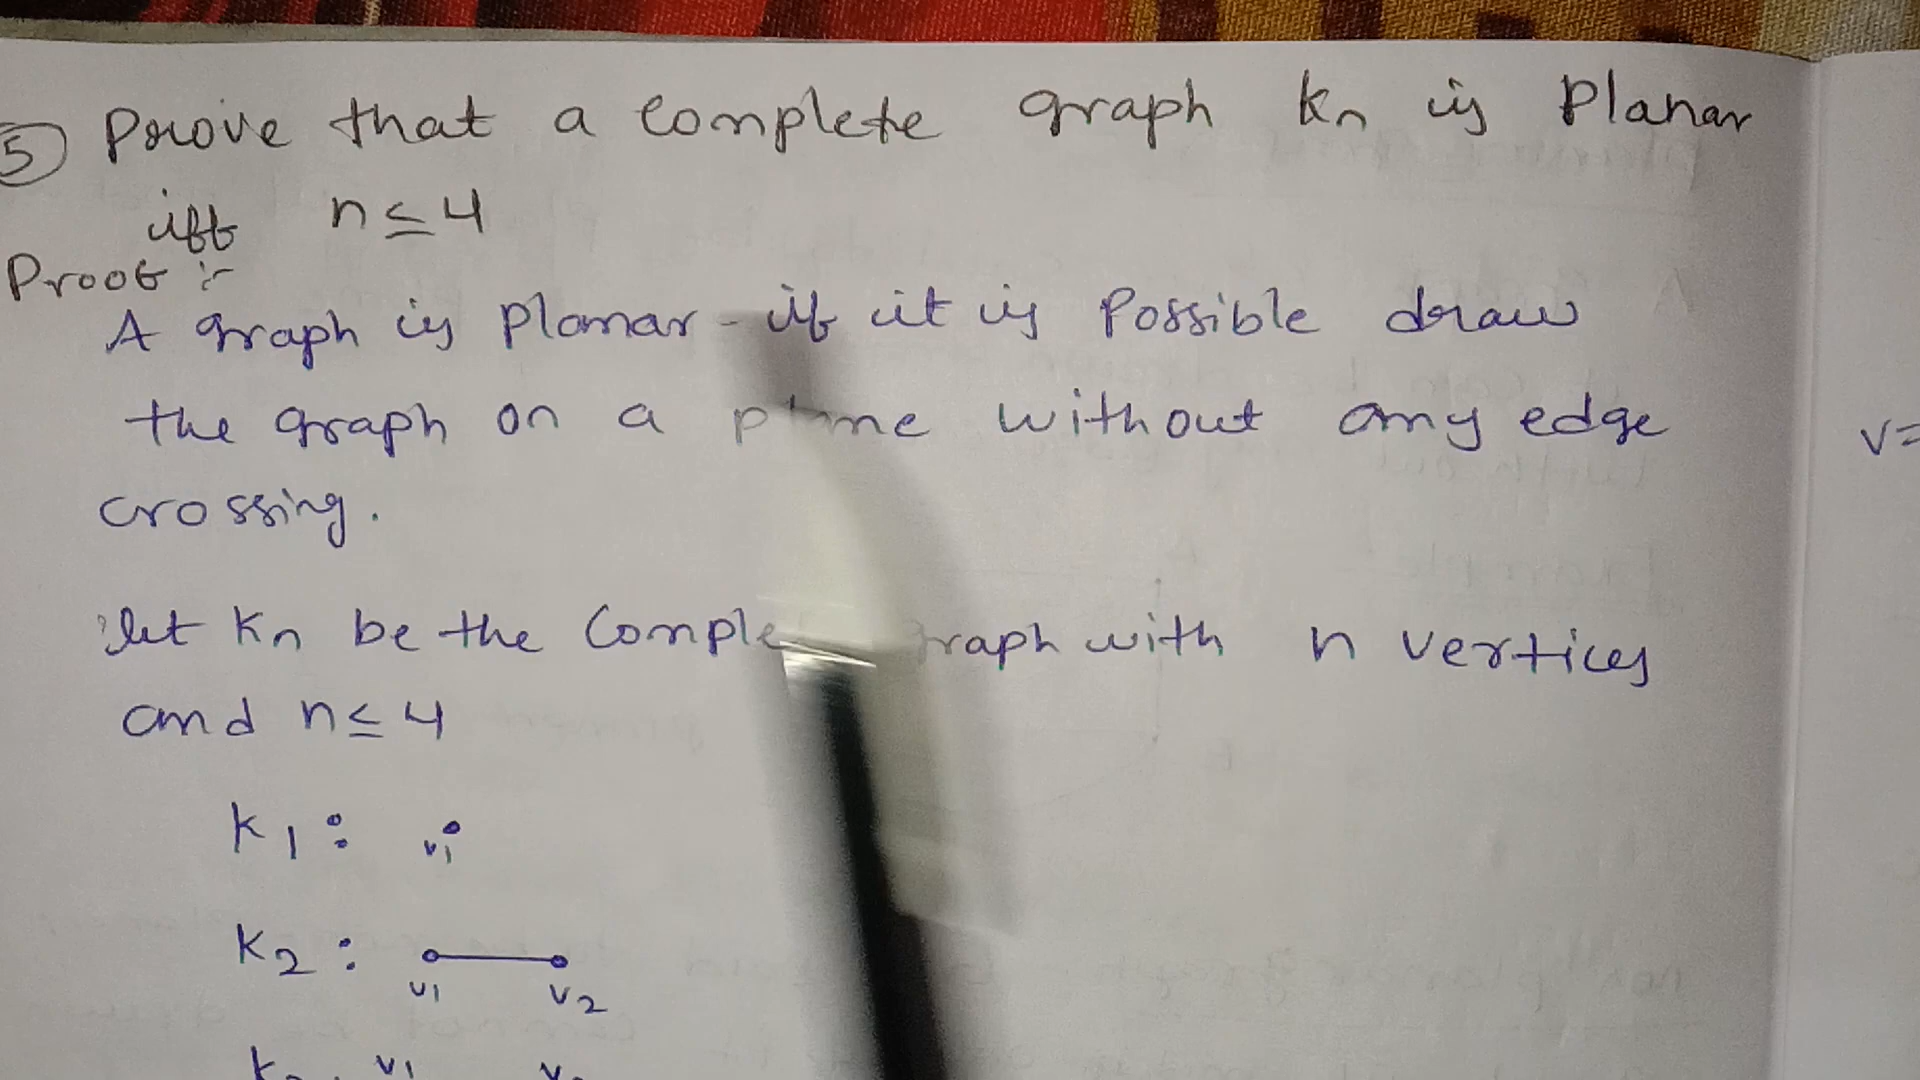 5 Prove that a complete graph Kn is Planar
iff n ≤ 4
Proof :-
A graph is planar if it is Possible draw
the graph on a plane without any edge
crossing.
let Kn be the graph with n vertices
and n ≤ 4
K1 : v1
K2 :
v1 v2
v1
v=